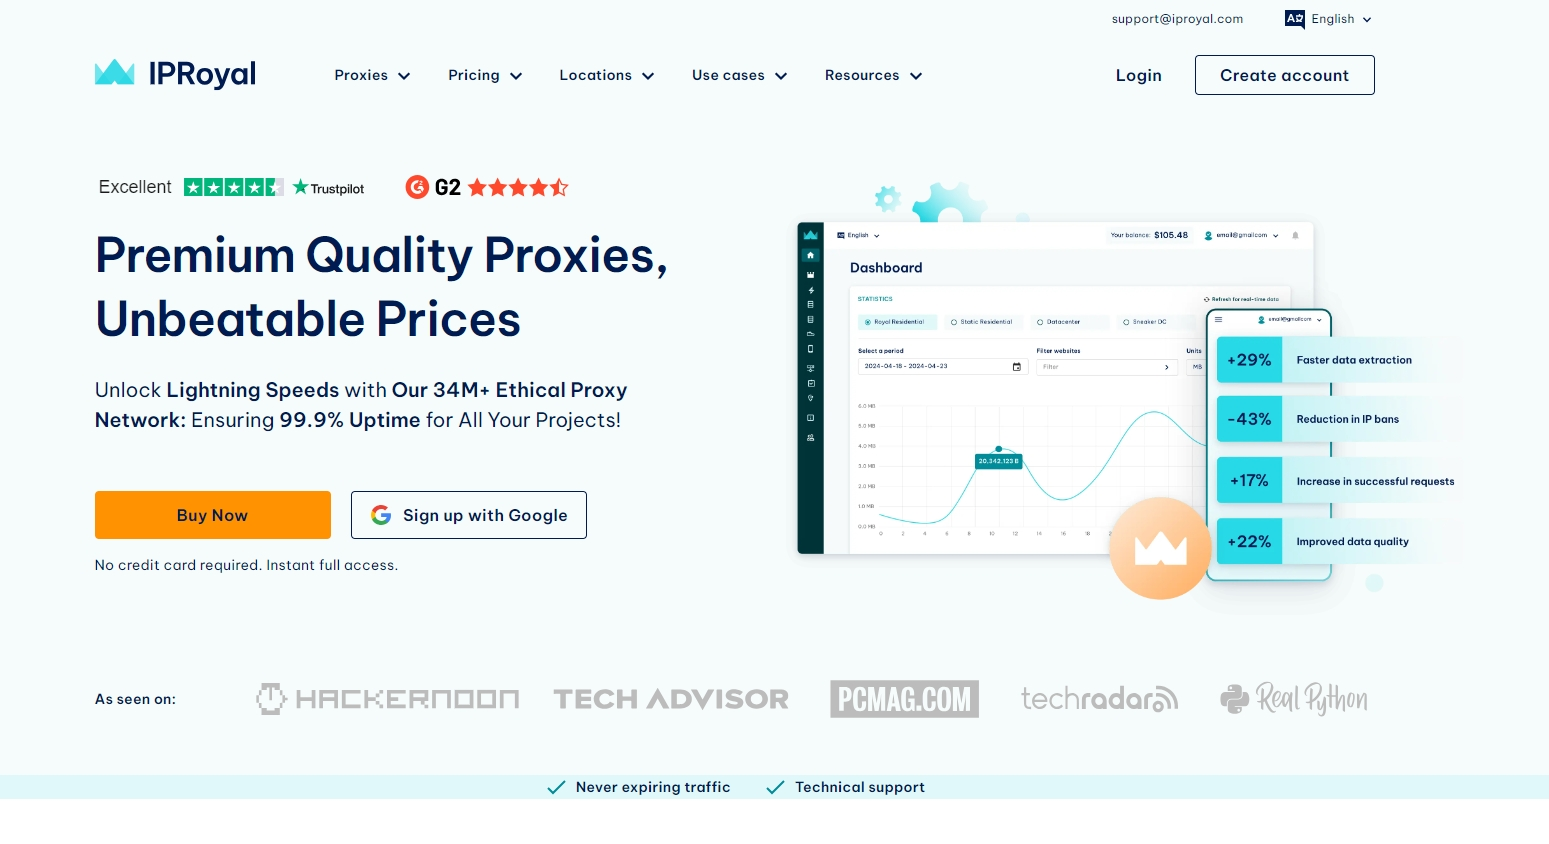 support@iproyal.com
English
IPRoyal
Proxies
Pricing
Locations
Use cases
Resources
Login
Create account
Excellent
Trustpilot
G2
Premium Quality Proxies,
Unbeatable Prices
Unlock Lightning Speeds with Our 34M+ Ethical Proxy
Network: Ensuring 99.9% Uptime for All Your Projects!
Buy Now
Sign up with Google
No credit card required. Instant full access.
English
Your balance: $105.48
email@gmail.com
Dashboard
STATISTICS
Refresh for real-time data
Royal Residential
Static Residential
Datacenter
Sneaker DC
Select a period
Filter websites
Units
2024-04-18 - 2024-04-23
Filter
MB
6.0 MB
5.0 MB
4.0 MB
3.0 MB
2.0 MB
1.0 MB
0.0 MB
20.342.123 B
0 2 4 6 8 10 12 14 16 18
email@gmail.com
+29% Faster data extraction
-43% Reduction in IP bans
+17% Increase in successful requests
+22% Improved data quality
As seen on:
HACKERNOON
TECH ADVISOR
PCMAG.COM
techradar
Real Python
Never expiring traffic
Technical support